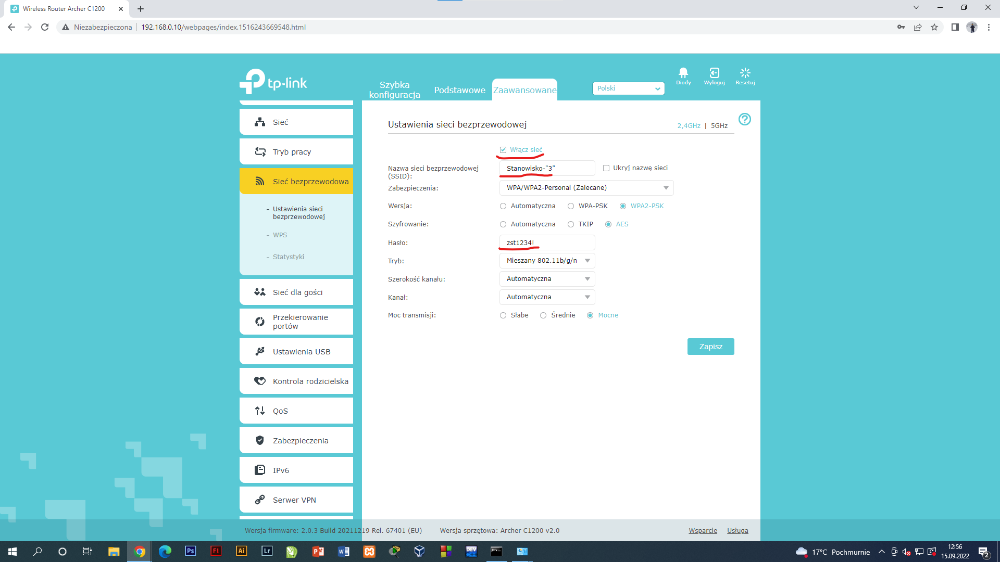 Wireless Router Archer C1200
Niezabezpieczona | 192.168.0.10/webpages/index.1516243669548.html
tp-link
Szybka
konfiguracja
Podstawowe
Zaawansowane
Polski
Diody
Wyloguj
Resetuj
Sieć
Tryb pracy
Sieć bezprzewodowa
- Ustawienia sieci
bezprzewodowej
- WPS
- Statystyki
Sieć dla gości
Przekierowanie
portów
Ustawienia USB
Kontrola rodzicielska
QoS
Zabezpieczenia
IPv6
Serwer VPN
Ustawienia sieci bezprzewodowej
2,4GHz | 5GHz
Włącz sieć
Nazwa sieci bezprzewodowej
(SSID):
Stanowisko-"3"
Ukryj nazwę sieci
Zabezpieczenia: WPA/WPA2-Personal (Zalecane)
Wersja: Automatyczna WPA-PSK WPA2-PSK
Szyfrowanie: Automatyczna TKIP AES
Hasło: zst1234!
Tryb: Mieszany 802.11b/g/n
Szerokość kanału: Automatyczna
Kanał: Automatyczna
Moc transmisji: Słabe Średnie Mocne
Zapisz
Wersja firmware: 2.0.3 Build 20211219 Rel. 67401 (EU) Wersja sprzętowa: Archer C1200 v2.0 Wsparcie Usługa
Ps
Fl
Ai
Lr
DEV
17°C Pochmurnie
12:56
15.09.2022
2